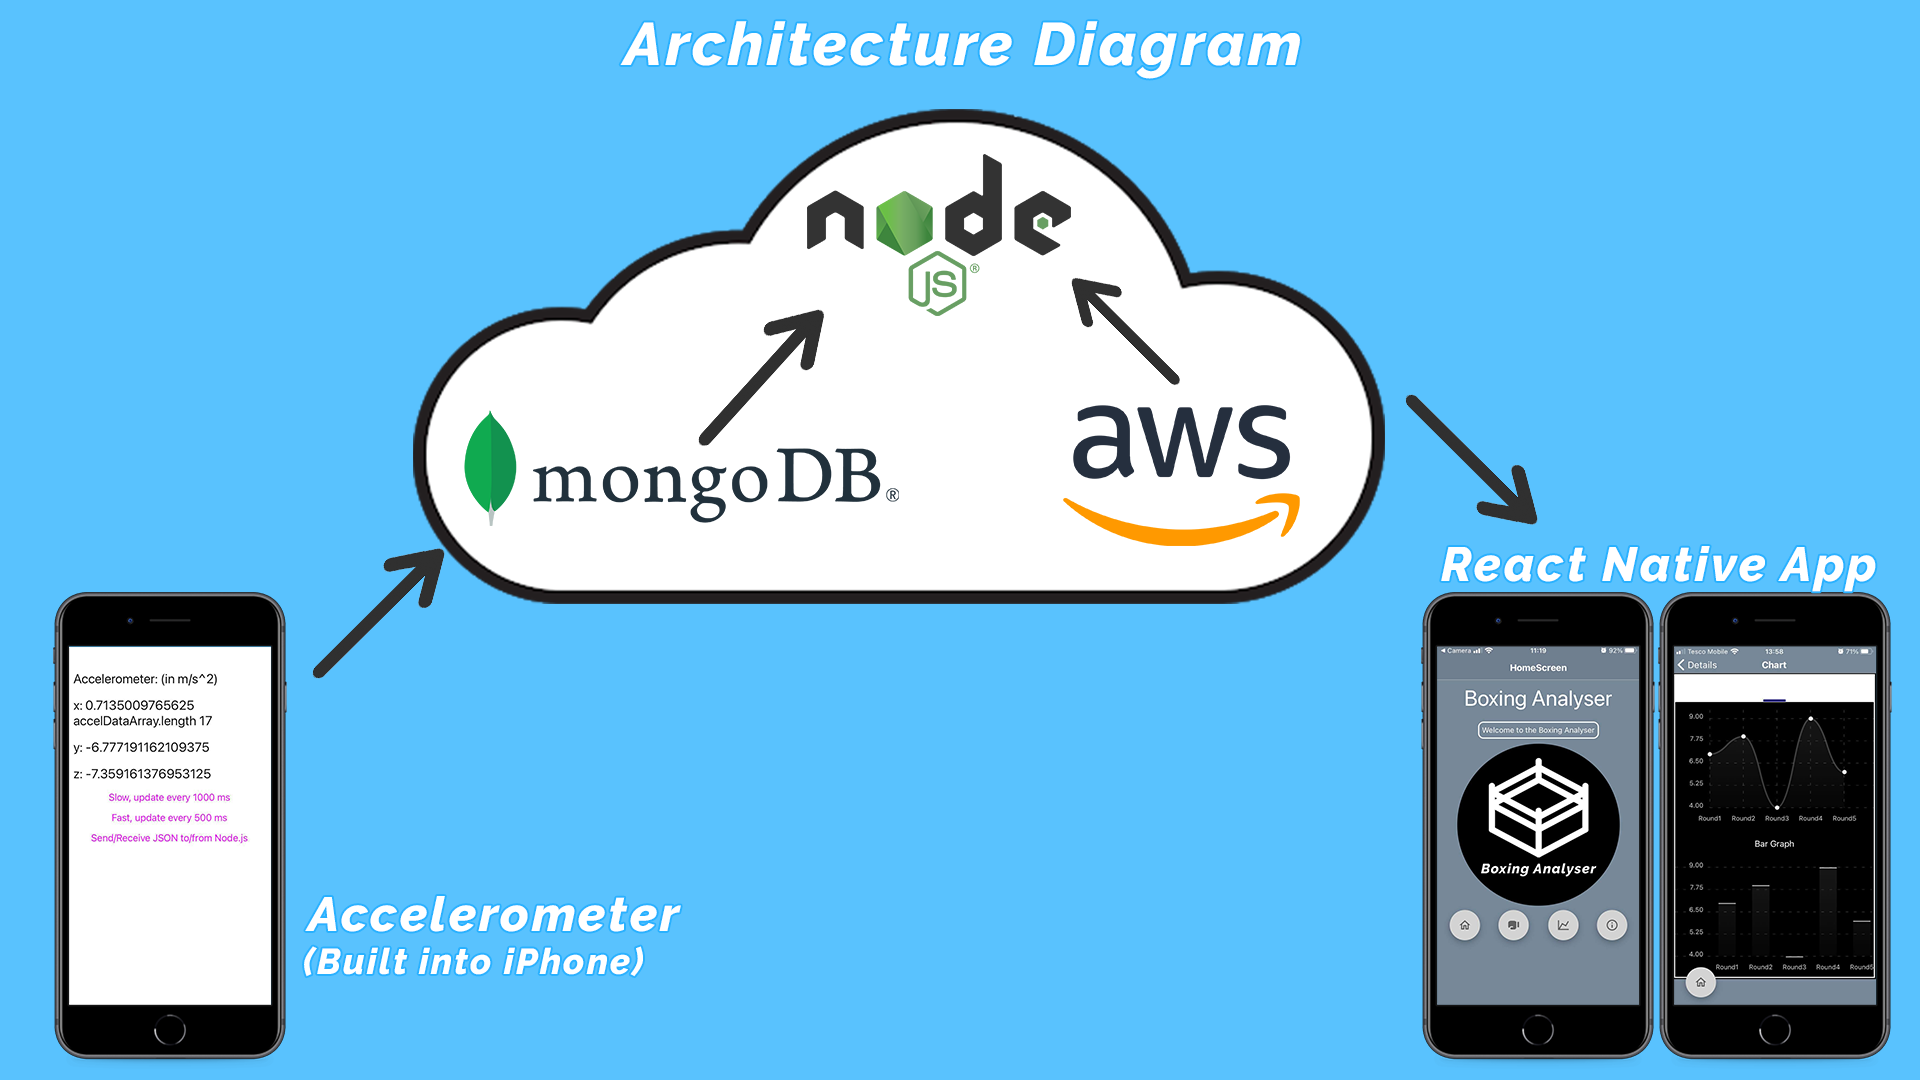 Architecture Diagram
node
JS®
mongoDB®
aws
React Native App
Accelerometer: (in m/s^2)
x: 0.7135009765625
accelDataArray.length 17
y: -6.777191162109375
z: -7.359161376953125
Slow, update every 1000 ms
Fast, update every 500 ms
Send/Receive JSON to/from Node.js
Accelerometer
(Built into iPhone)
Camera 11:19 92%
HomeScreen
Boxing Analyser
Welcome to the Boxing Analyser
Boxing Analyser
Tesco Mobile 13:58 71%
Details Chart
9.00
7.75
6.50
5.25
4.00
Round1 Round2 Round3 Round4 Round5
Bar Graph
9.00
7.75
6.50
5.25
4.00
Round1 Round2 Round3 Round4 Round5